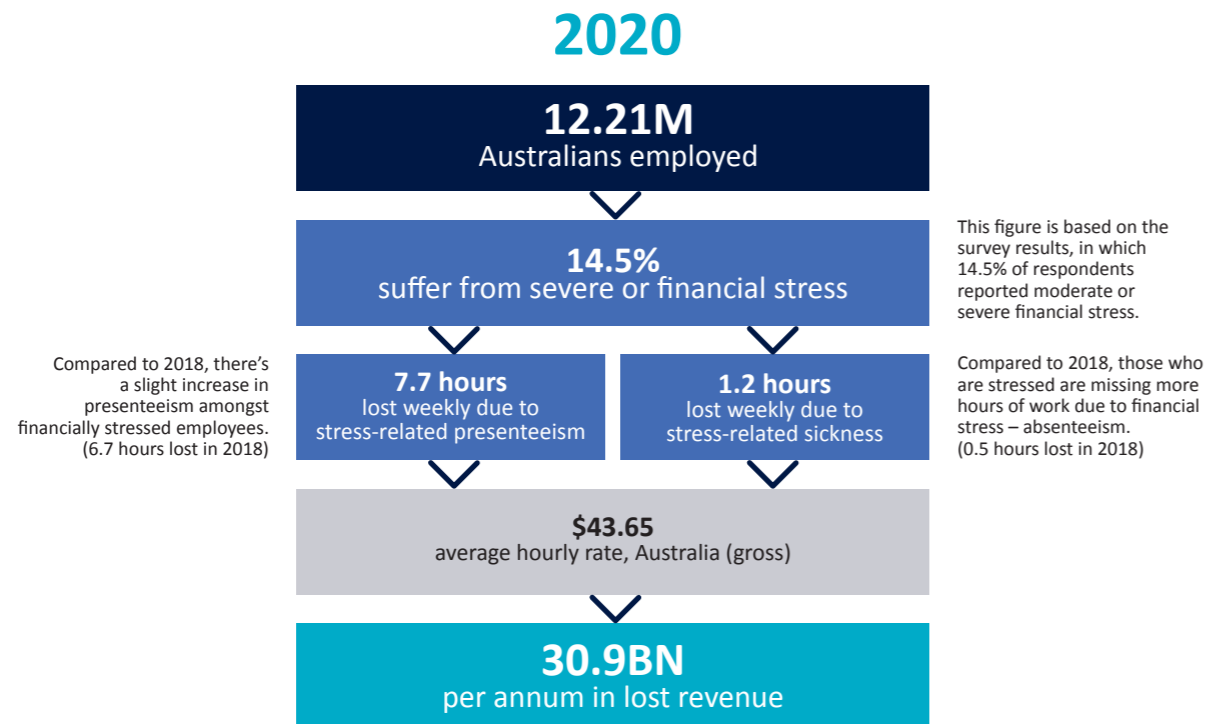 2020
12.21M
Australians employed
14.5%
suffer from severe or financial stress
This figure is based on the
survey results, in which
14.5% of respondents
reported moderate or
severe financial stress.
Compared to 2018, there's
a slight increase in
presenteeism amongst
financially stressed employees.
(6.7 hours lost in 2018)
7.7 hours
lost weekly due to
stress-related presenteeism
1.2 hours
lost weekly due to
stress-related sickness
Compared to 2018, those who
are stressed are missing more
hours of work due to financial
stress – absenteeism.
(0.5 hours lost in 2018)
$43.65
average hourly rate, Australia (gross)
30.9BN
per annum in lost revenue